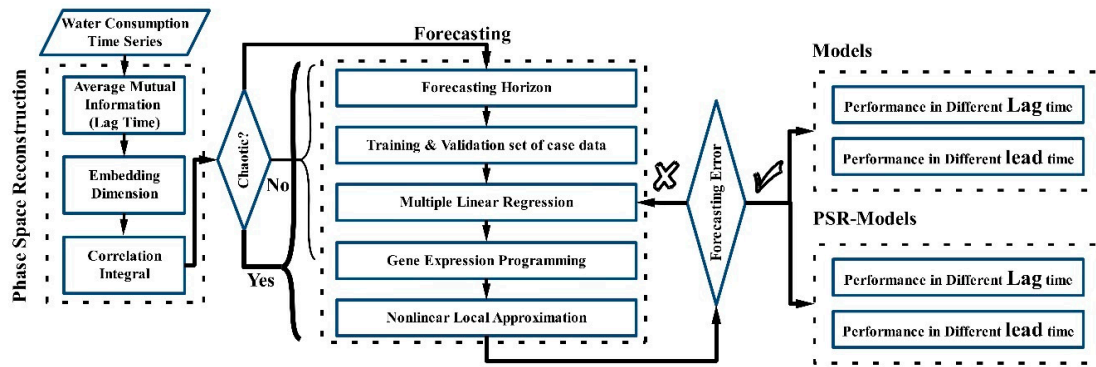 Water Consumption
Time Series
Phase Space Reconstruction
Average Mutual
Information
(Lag Time)
Embedding
Dimension
Correlation
Integral
Chaotic?
No
Yes
Forecasting
Forecasting Horizon
Training & Validation set of case data
Multiple Linear Regression
Gene Expression Programming
Nonlinear Local Approximation
Forecasting Error
Models
Performance in Different Lag time
Performance in Different lead time
PSR-Models
Performance in Different Lag time
Performance in Different lead time